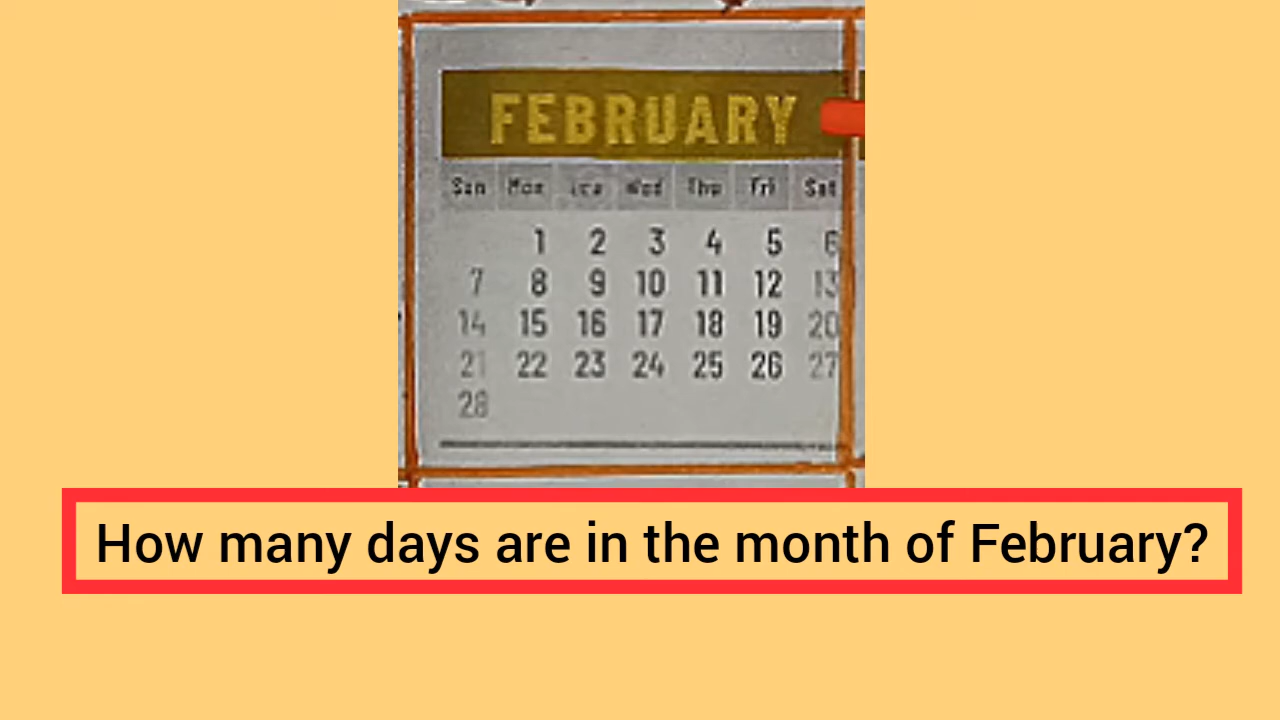 FEBRUARY
Sun Mon Wed Thu Fri Sat
1 2 3 4 5 6
7 8 9 10 11 12 13
14 15 16 17 18 19 20
21 22 23 24 25 26 27
28
How many days are in the month of February?